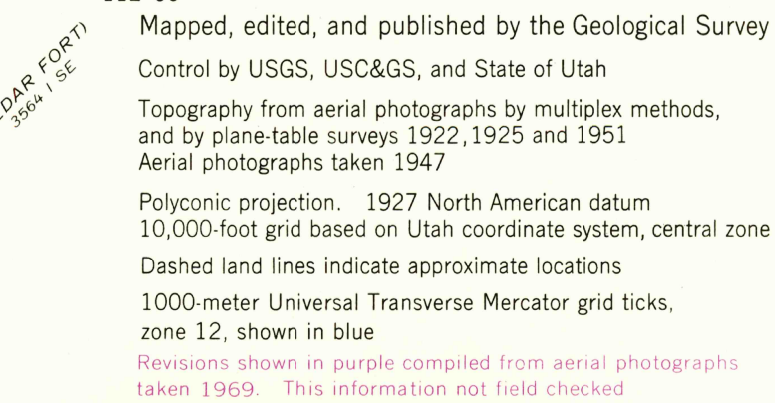 Mapped, edited, and published by the Geological Survey
DAR FORT)
3564 I SE
Control by USGS, USC&GS, and State of Utah
Topography from aerial photographs by multiplex methods,
and by plane-table surveys 1922, 1925 and 1951
Aerial photographs taken 1947
Polyconic projection. 1927 North American datum
10,000-foot grid based on Utah coordinate system, central zone
Dashed land lines indicate approximate locations
1000-meter Universal Transverse Mercator grid ticks,
zone 12, shown in blue
Revisions shown in purple compiled from aerial photographs
taken 1969. This information not field checked